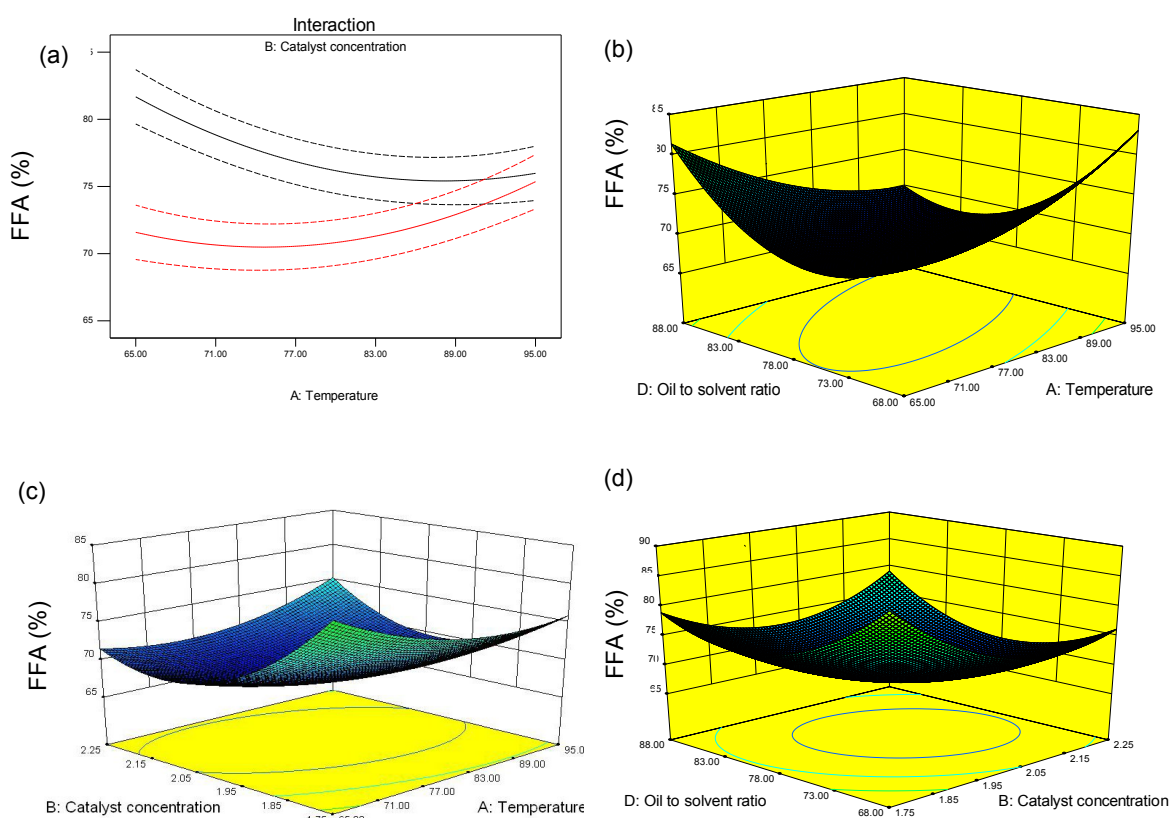 (a)
Interaction
B: Catalyst concentration
FFA (%)
80
75
70
65
65.00 71.00 77.00 83.00 89.00 95.00
A: Temperature
(b)
FFA (%)
75
70
65
88.00
83.00
78.00
73.00
68.00
65.00
71.00
77.00
83.00
89.00
95.00
D: Oil to solvent ratio
A: Temperature
(c)
FFA (%)
85
80
75
70
65
2.25
2.15
2.05
1.95
1.85
71.00
77.00
83.00
89.00
B: Catalyst concentration
A: Temperature
(d)
FFA (%)
90
85
80
75
70
88.00
83.00
78.00
73.00
68.00
1.75
1.85
1.95
2.05
2.15
2.25
D: Oil to solvent ratio
B: Catalyst concentration